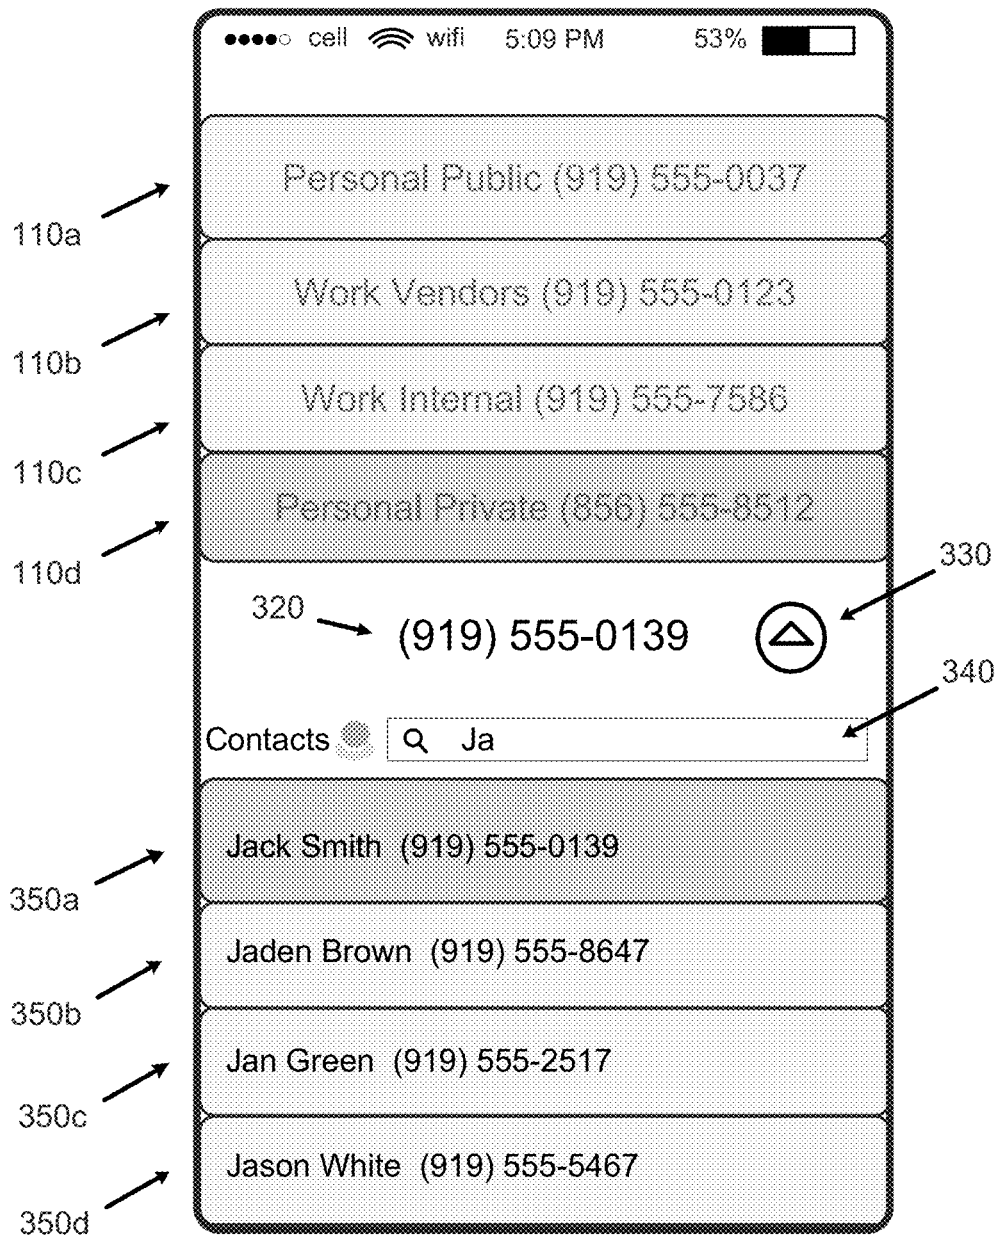 cell wifi 5:09 PM 53%
Personal Public (919) 555-0037
110a
Work Vendors (919) 555-0123
110b
Work Internal (919) 555-7586
110c
Personal Private (856) 555-8512
110d
330
320
(919) 555-0139
340
Contacts Ja
Jack Smith (919) 555-0139
350a
Jaden Brown (919) 555-8647
350b
Jan Green (919) 555-2517
350c
Jason White (919) 555-5467
350d